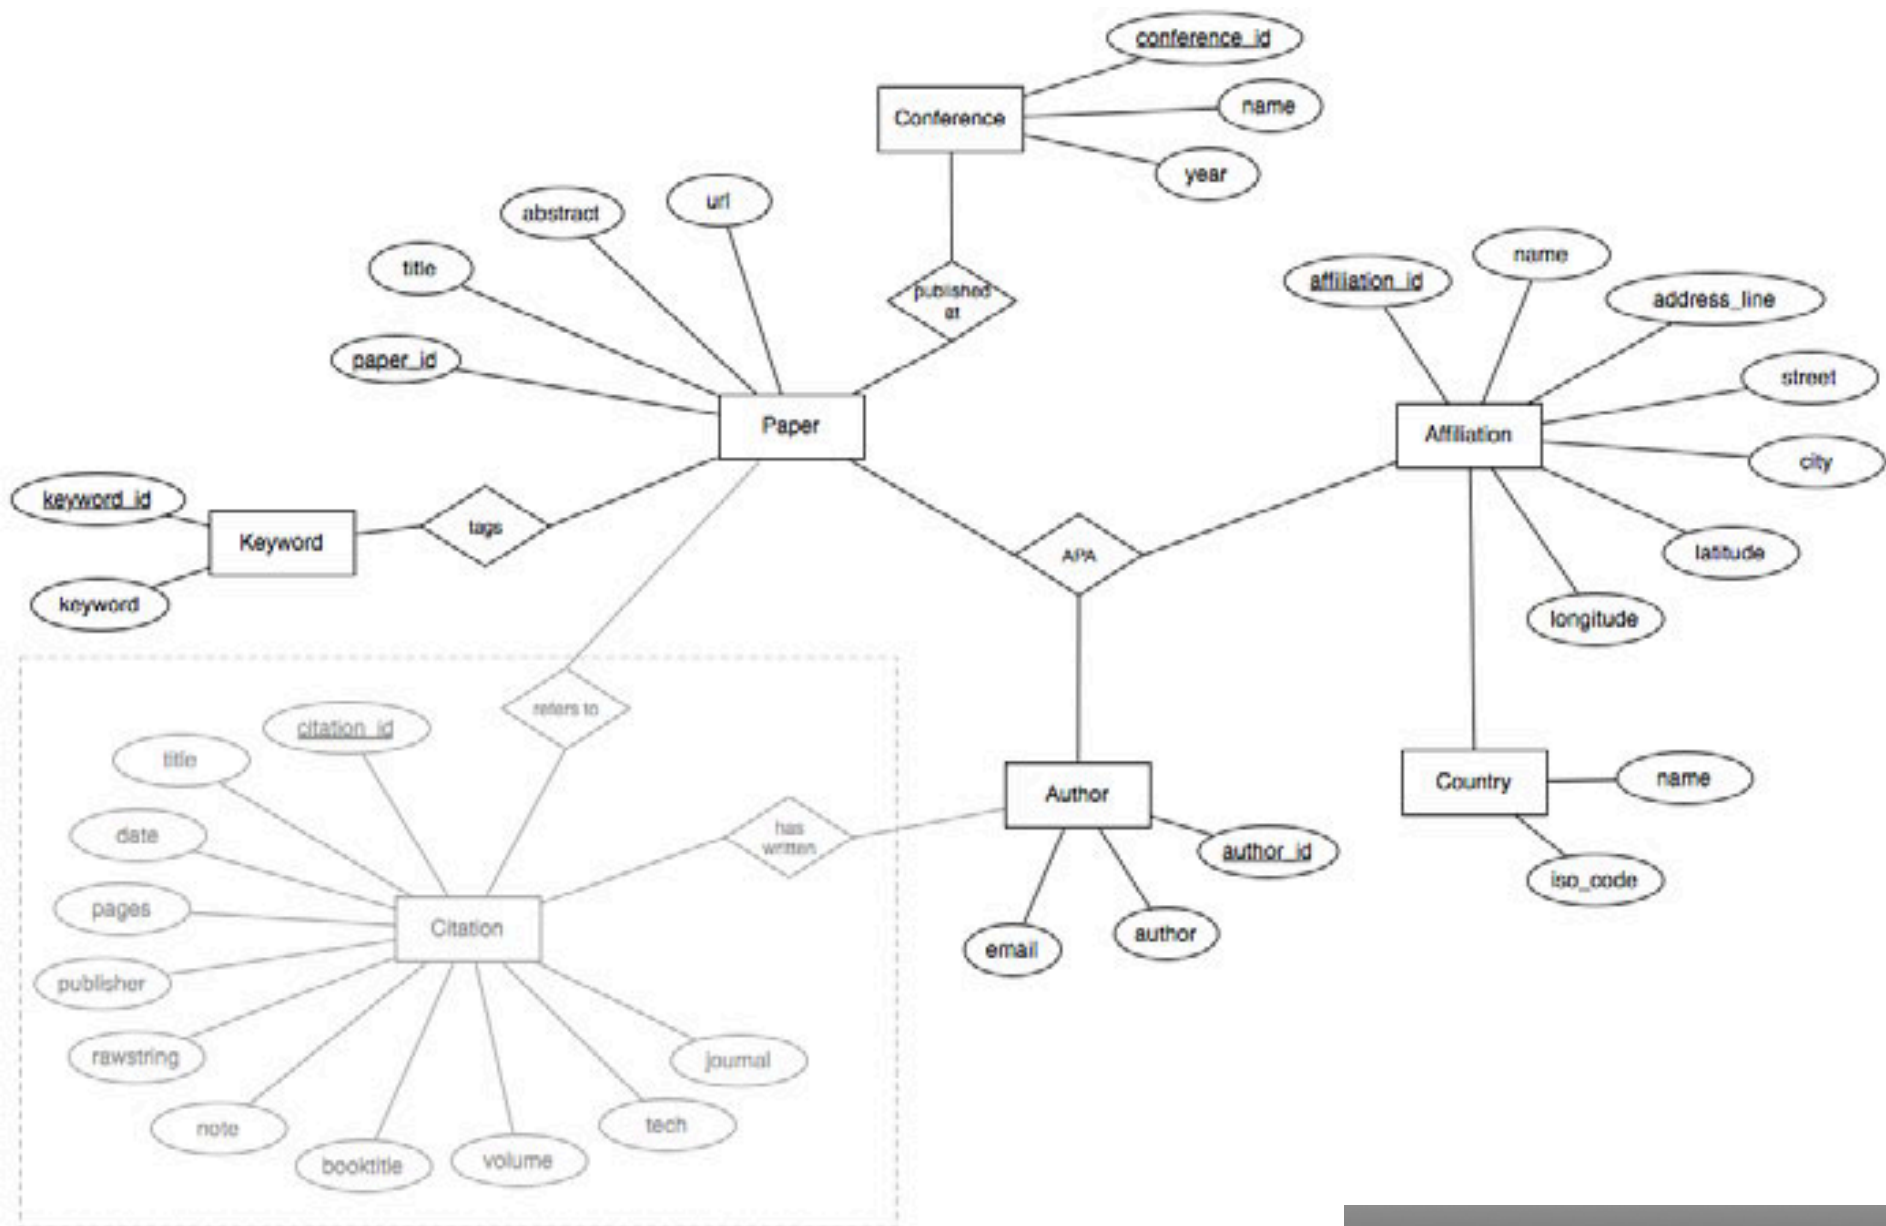 conference_id
Conference
name
year
abstract
url
title
published
at
paper_id
Paper
affiliation_id
name
address_line
street
Affiliation
city
latitude
longitude
keyword_id
Keyword
tags
keyword
APA
refers to
citation_id
title
date
pages
publisher
rawstring
note
booktitle
volume
tech
journal
Citation
has
written
Author
author_id
email
author
Country
name
iso_code